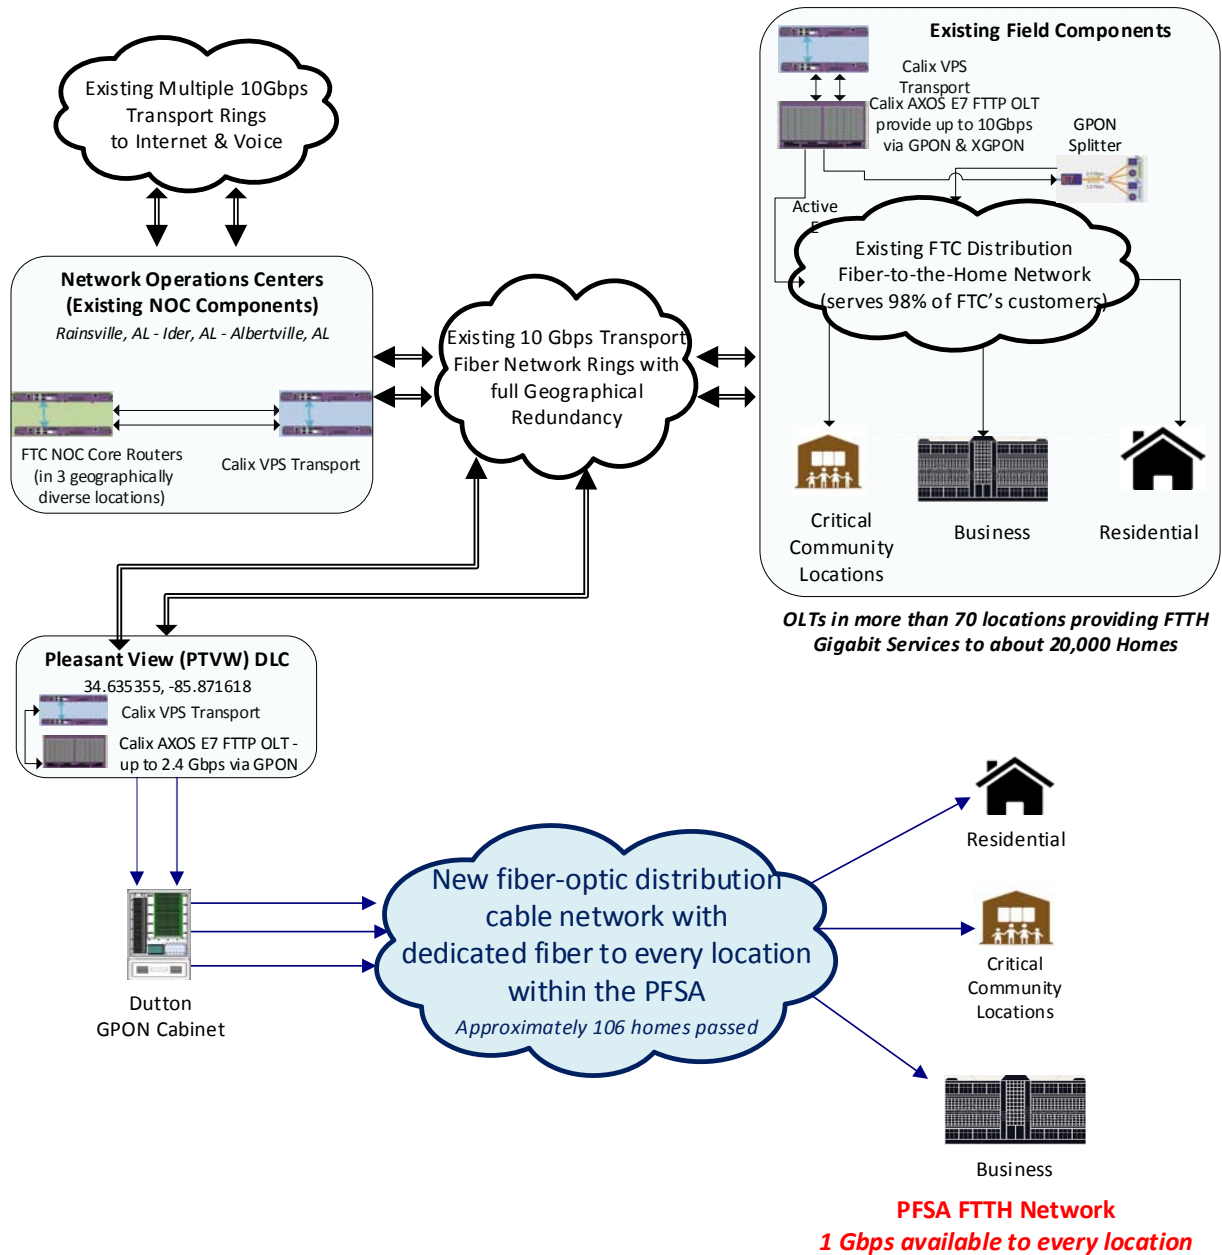 Existing Multiple 10Gbps
Transport Rings
to Internet & Voice
Network Operations Centers
(Existing NOC Components)
Rainsville, AL - Ider, AL - Albertville, AL
FTC NOC Core Routers
(in 3 geographically
diverse locations)
Calix VPS Transport
Existing 10 Gbps Transport
Fiber Network Rings with
full Geographical
Redundancy
Existing Field Components
Calix VPS
Transport
Calix AXOS E7 FTTP OLT
provide up to 10Gbps
via GPON & XGPON
GPON
Splitter
Active
E
Existing FTC Distribution
Fiber-to-the-Home Network
(serves 98% of FTC's customers)
Critical
Community
Locations
Business
Residential
OLTs in more than 70 locations providing FTTH
Gigabit Services to about 20,000 Homes
Pleasant View (PTVW) DLC
34.635355, -85.871618
Calix VPS Transport
Calix AXOS E7 FTTP OLT -
up to 2.4 Gbps via GPON
Dutton
GPON Cabinet
New fiber-optic distribution
cable network with
dedicated fiber to every location
within the PFSA
Approximately 106 homes passed
Residential
Critical
Community
Locations
Business
PFSA FTTH Network
1 Gbps available to every location